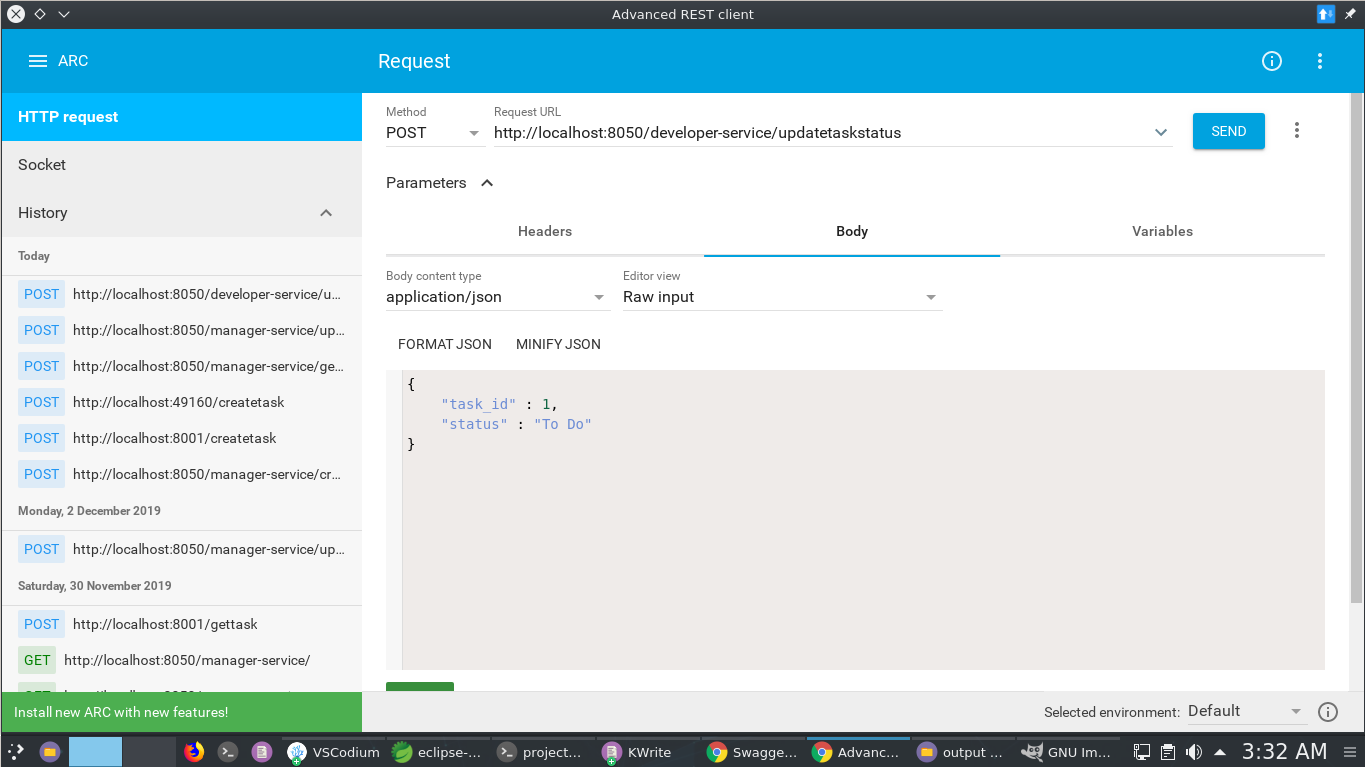 Advanced REST client
ARC
Request
HTTP request
Socket
History
Today
POST http://localhost:8050/developer-service/u...
POST http://localhost:8050/manager-service/up...
POST http://localhost:8050/manager-service/ge...
POST http://localhost:49160/createtask
POST http://localhost:8001/createtask
POST http://localhost:8050/manager-service/cr...
Monday, 2 December 2019
POST http://localhost:8050/manager-service/up...
Saturday, 30 November 2019
POST http://localhost:8001/gettask
GET http://localhost:8050/manager-service/
Install new ARC with new features!
Method
POST
Request URL
http://localhost:8050/developer-service/updatetaskstatus
SEND
Parameters
Headers Body Variables
Body content type
application/json
Editor view
Raw input
FORMAT JSON MINIFY JSON
{
"task_id" : 1,
"status" : "To Do"
}
Selected environment: Default
VSCodium eclipse-... project... KWrite Swagge... Advanc... output ... GNU Im... 3:32 AM